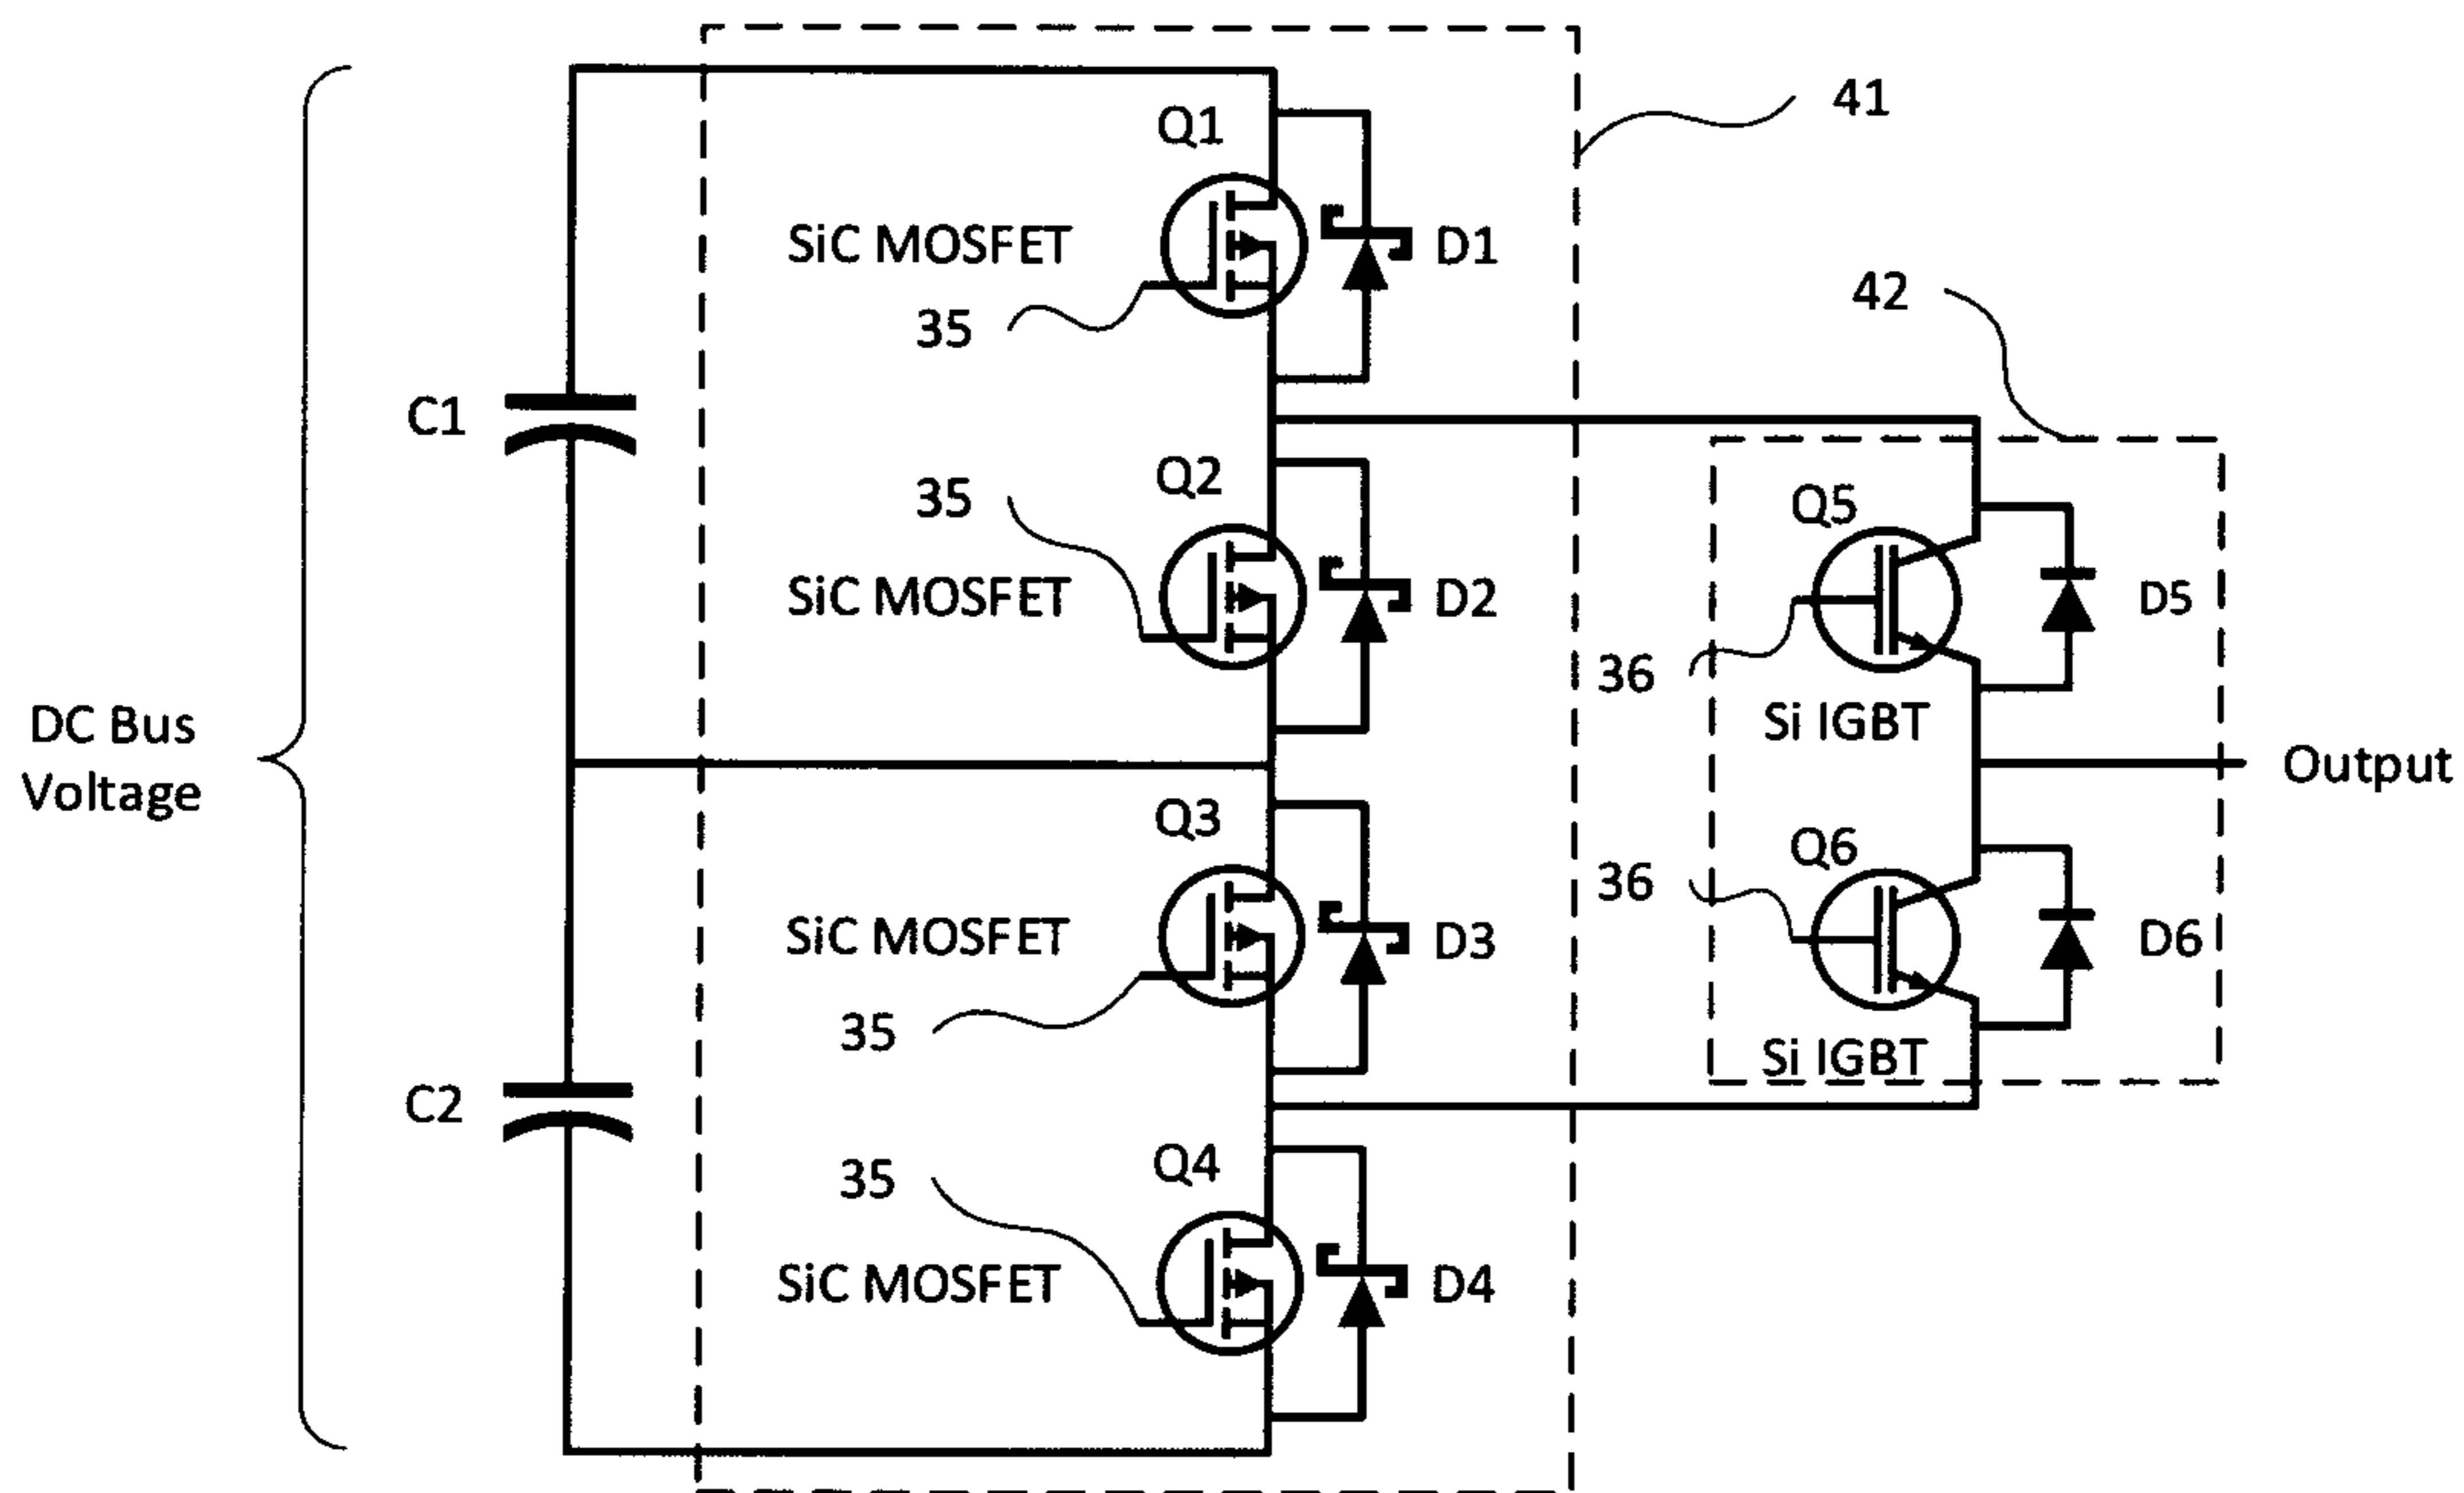 41
Q1
SiC MOSFET
D1
35
42
C1
Q2
35
SiC MOSFET
D2
Q5
D5
36
Si IGBT
DC Bus
Voltage
Output
Q3
SiC MOSFET
D3
35
Q6
36
D6
Si IGBT
C2
Q4
35
SiC MOSFET
D4